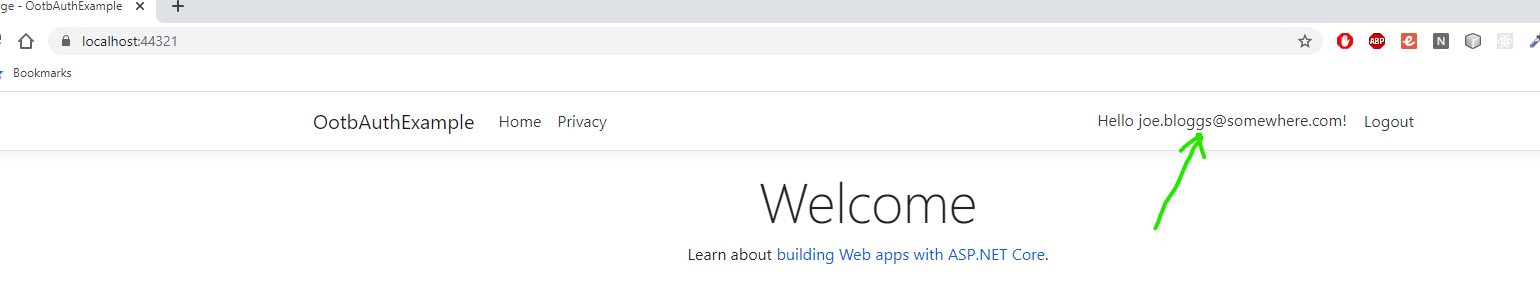 ge - OotbAuthExample
localhost:44321
ABP
N
Bookmarks
OotbAuthExample Home Privacy Hello joe.bloggs@somewhere.com! Logout
Welcome
Learn about building Web apps with ASP.NET Core.